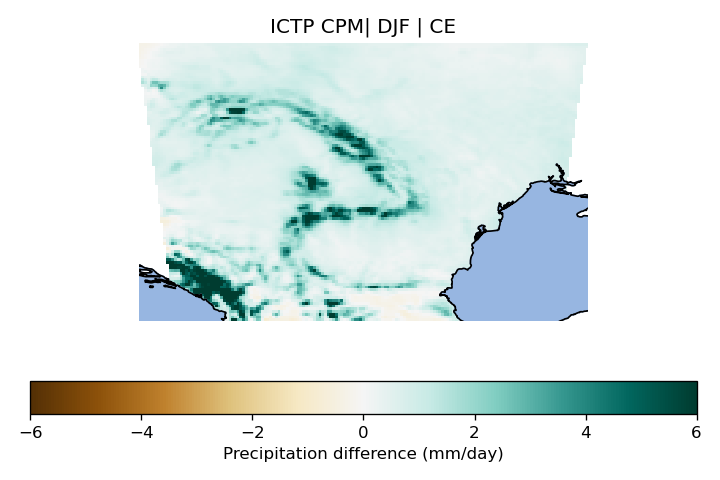 ICTP CPM| DJF | CE
−6 −4 −2 0 2 4 6
Precipitation difference (mm/day)